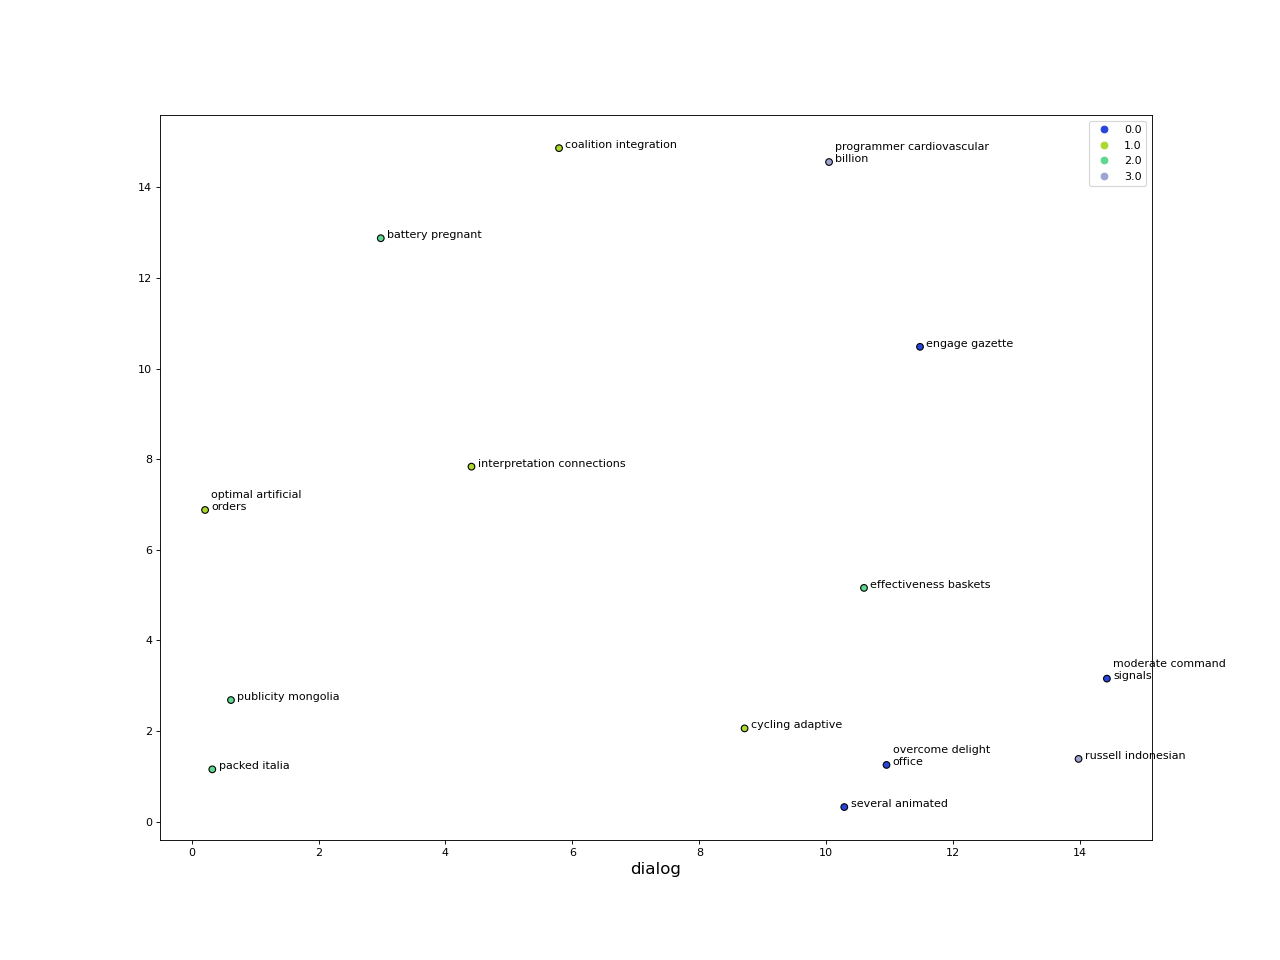 coalition integration
programmer cardiovascular
billion
0.0
1.0
2.0
3.0
14
battery pregnant
12
engage gazette
10
8
interpretation connections
optimal artificial
orders
6
effectiveness baskets
4
moderate command
signals
publicity mongolia
2
cycling adaptive
overcome delight
office
russell indonesian
packed italia
several animated
0
0
2
4
6
8
10
12
14
dialog